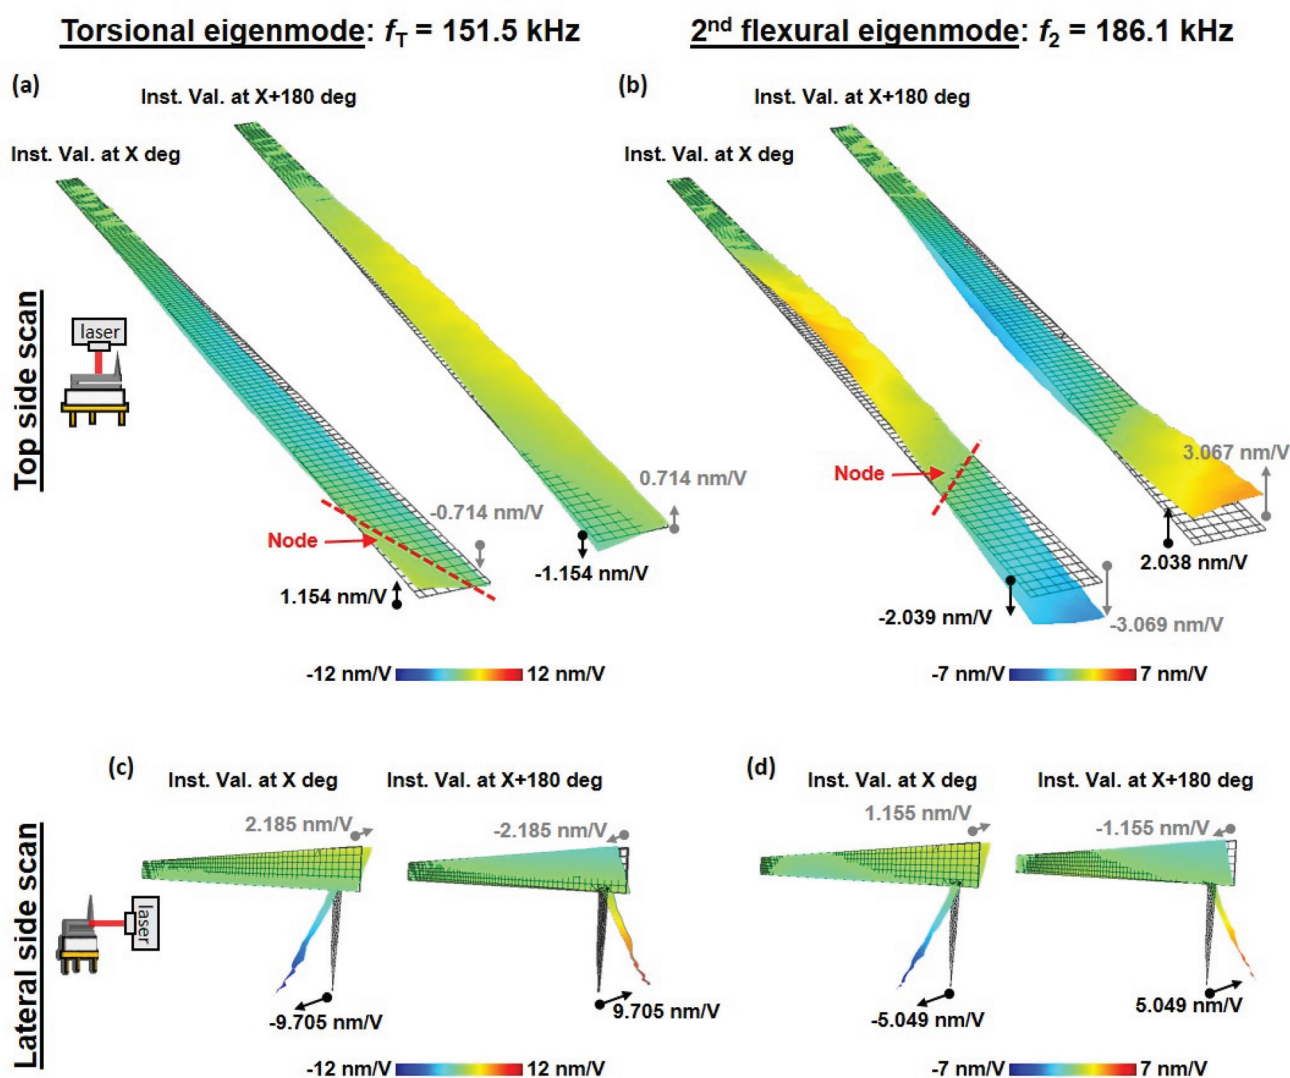 Torsional eigenmode: fT = 151.5 kHz
2nd flexural eigenmode: f2 = 186.1 kHz
(a)
Inst. Val. at X+180 deg
Inst. Val. at X deg
(b)
Inst. Val. at X+180 deg
Inst. Val. at X deg
Top side scan
laser
Node
-0.714 nm/V
0.714 nm/V
1.154 nm/V
-1.154 nm/V
Node
3.067 nm/V
2.038 nm/V
-2.039 nm/V
-3.069 nm/V
-12 nm/V
12 nm/V
-7 nm/V
7 nm/V
(c)
Inst. Val. at X deg
Inst. Val. at X+180 deg
(d)
Inst. Val. at X deg
Inst. Val. at X+180 deg
Lateral side scan
laser
2.185 nm/V
-2.185 nm/V
1.155 nm/V
-1.155 nm/V
-9.705 nm/V
9.705 nm/V
-5.049 nm/V
5.049 nm/V
-12 nm/V
12 nm/V
-7 nm/V
7 nm/V